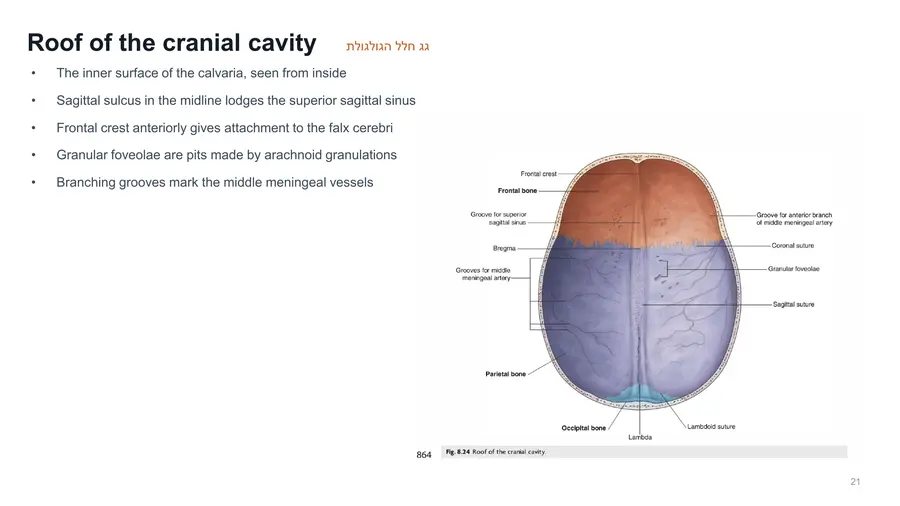 Roof of the cranial cavity
גג חלל הגולגולת
• The inner surface of the calvaria, seen from inside
• Sagittal sulcus in the midline lodges the superior sagittal sinus
• Frontal crest anteriorly gives attachment to the falx cerebri
• Granular foveolae are pits made by arachnoid granulations
• Branching grooves mark the middle meningeal vessels
Frontal crest
Frontal bone
Groove for superior
sagittal sinus
Bregma
Grooves for middle
meningeal artery
Parietal bone
Occipital bone
Lambda
Lambdoid suture
Groove for anterior branch
of middle meningeal artery
Coronal suture
Granular foveolae
Sagittal suture
864
Fig. 8.24 Roof of the cranial cavity.
21